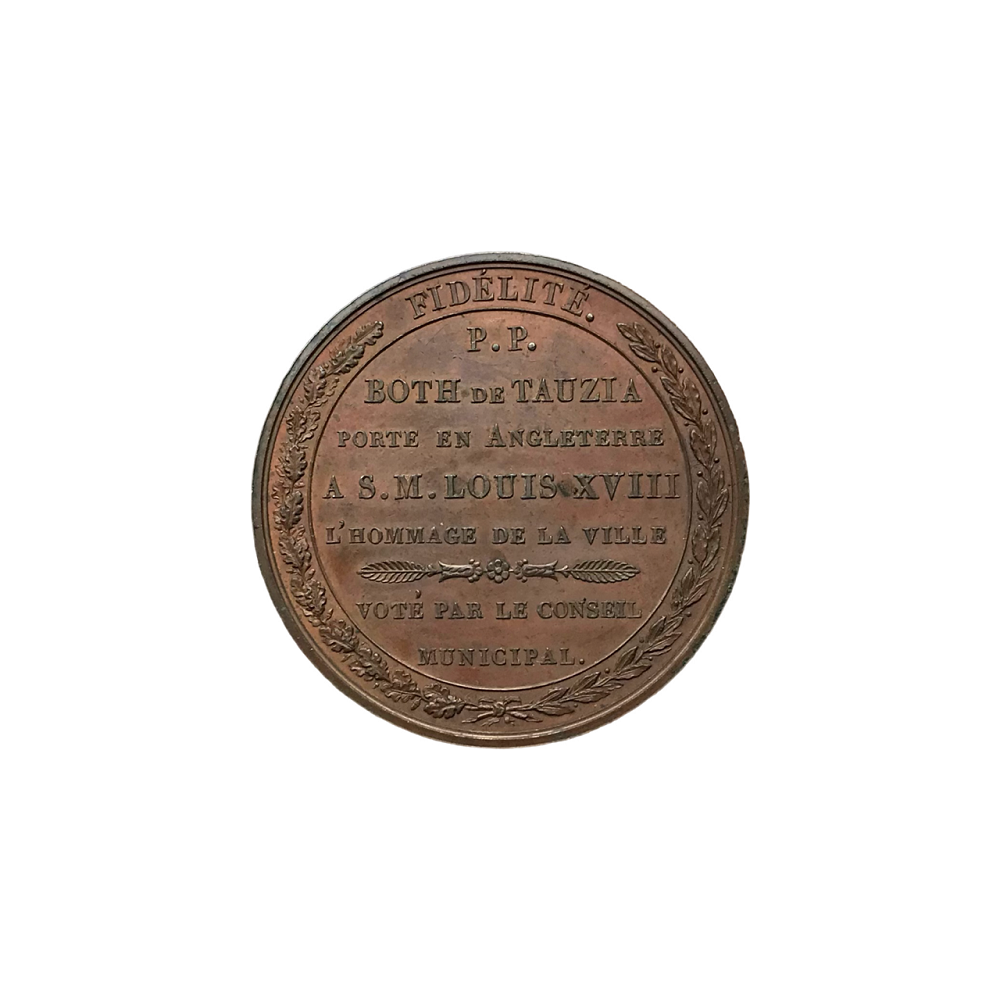 FIDÉLITÉ.
P.P.
BOTH DE TAUZIA
PORTE EN ANGLETERRE
A S.M. LOUIS XVIII
L'HOMMAGE DE LA VILLE
VOTÉ PAR LE CONSEIL
MUNICIPAL.